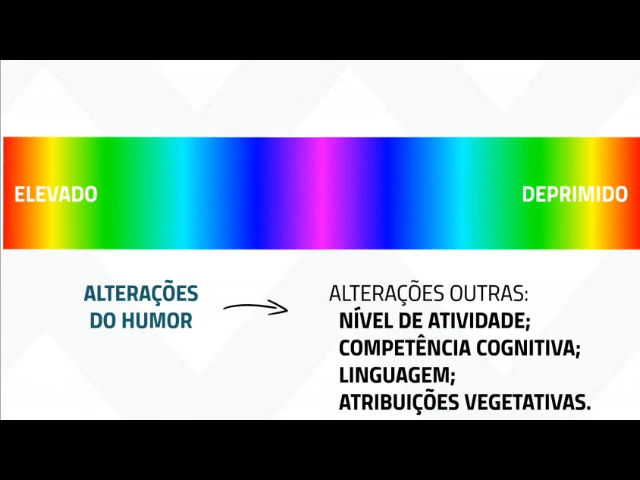 ELEVADO
DEPRIMIDO
ALTERAÇÕES
DO HUMOR
ALTERAÇÕES OUTRAS:
NÍVEL DE ATIVIDADE;
COMPETÊNCIA COGNITIVA;
LINGUAGEM;
ATRIBUIÇÕES VEGETATIVAS.